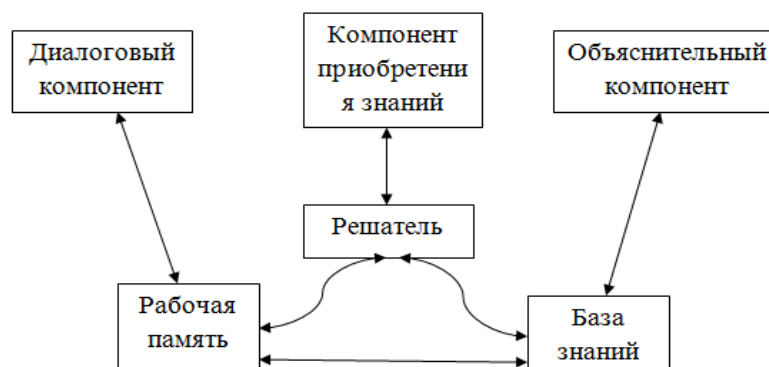 Диалоговый
компонент
Компонент
приобретени
я знаний
Объяснительный
компонент
Решатель
Рабочая
память
База
знаний